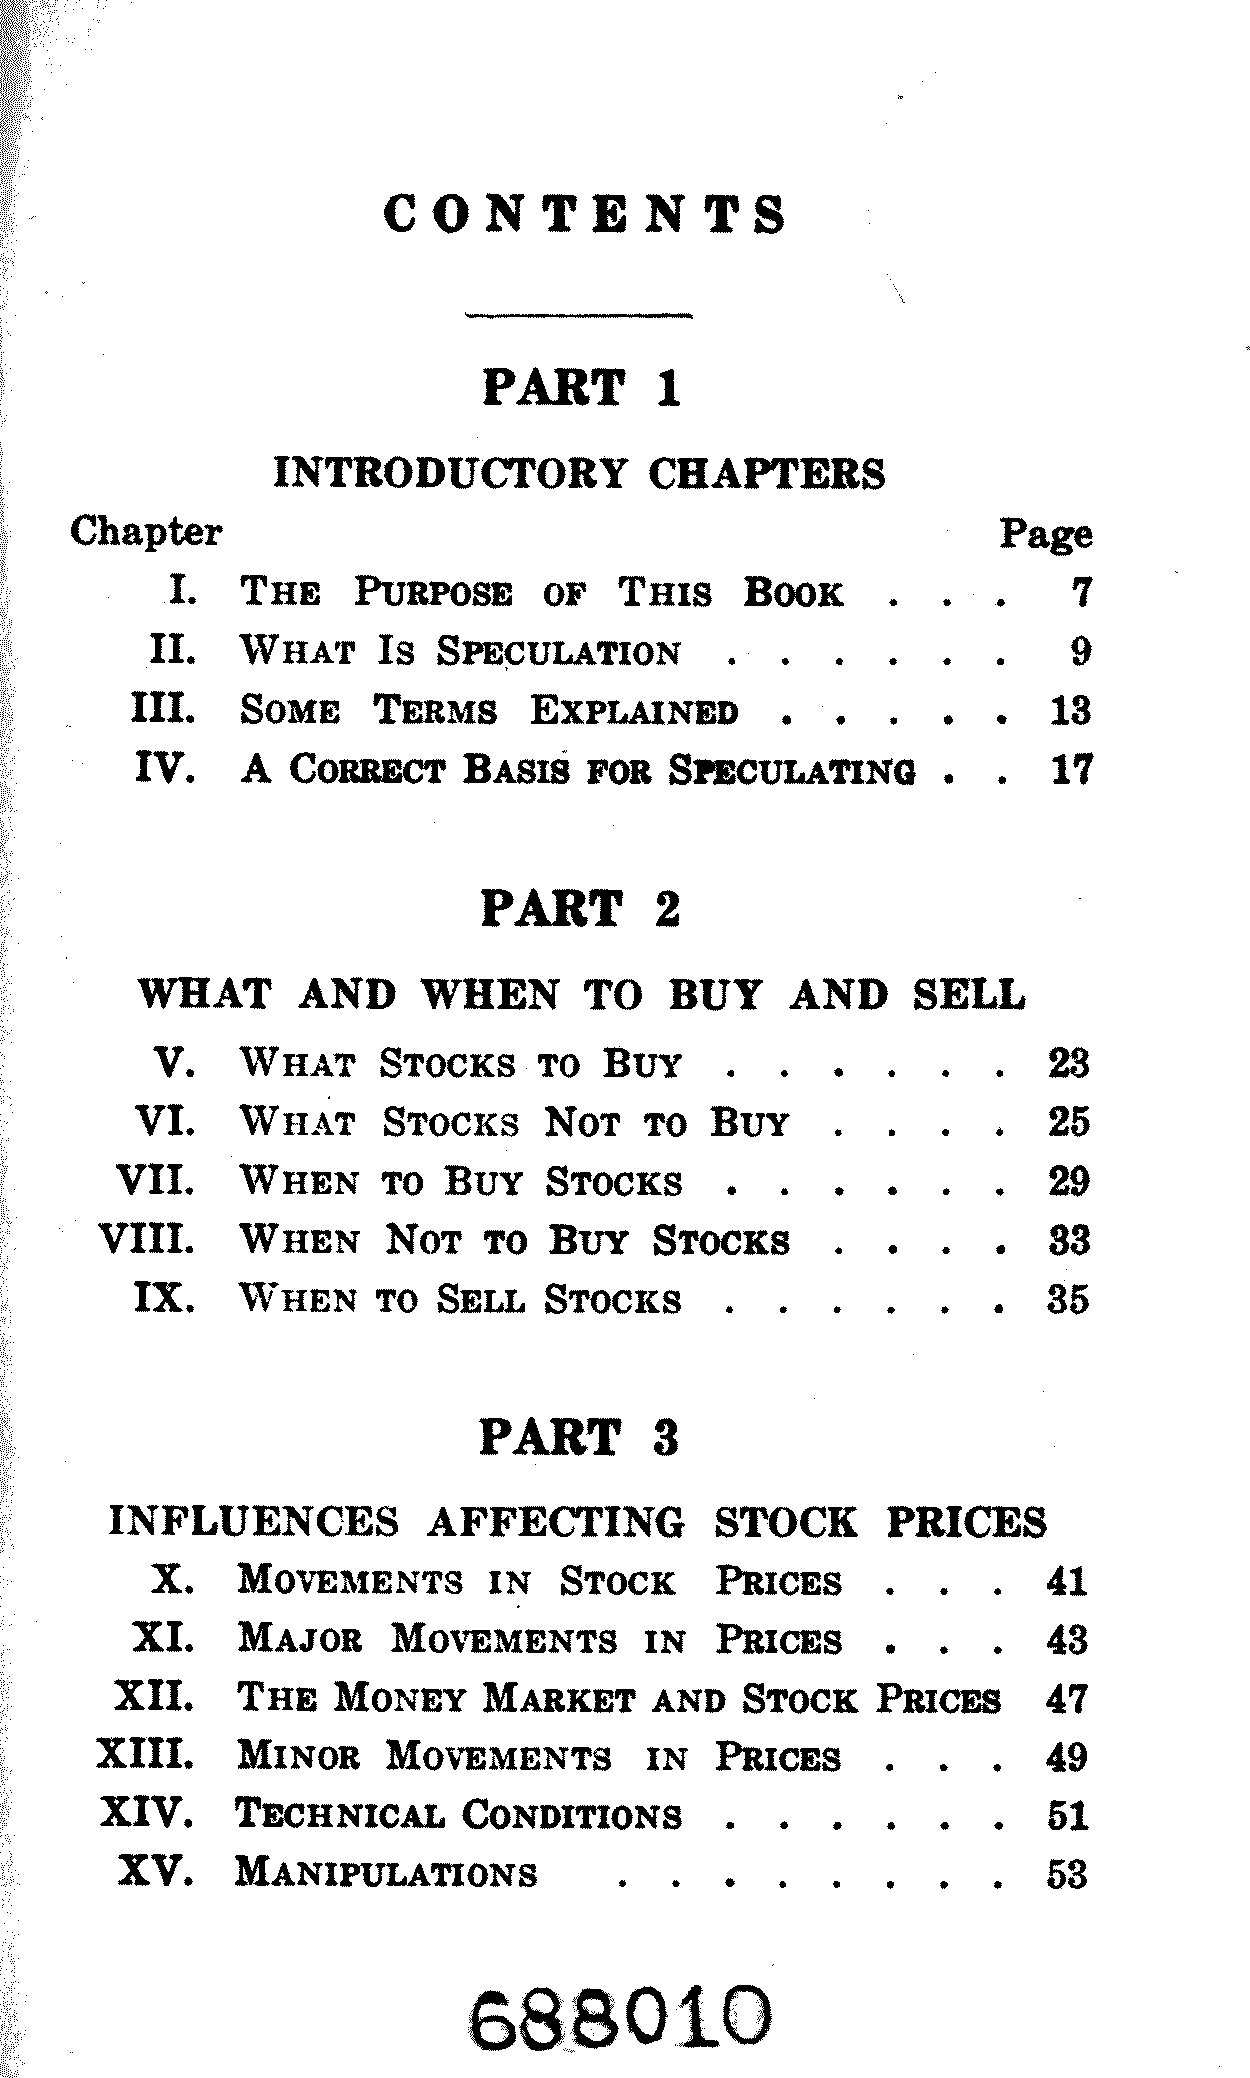 CONTENTS
PART 1
INTRODUCTORY CHAPTERS
Chapter Page
I. THE PURPOSE OF THIS BOOK . . . 7
II. WHAT IS SPECULATION . . . . . . 9
III. SOME TERMS EXPLAINED . . . . . 13
IV. A CORRECT BASIS FOR SPECULATING . . 17
PART 2
WHAT AND WHEN TO BUY AND SELL
V. WHAT STOCKS TO BUY . . . . . . 23
VI. WHAT STOCKS NOT TO BUY . . . . 25
VII. WHEN TO BUY STOCKS . . . . . . 29
VIII. WHEN NOT TO BUY STOCKS . . . . 33
IX. WHEN TO SELL STOCKS . . . . . . 35
PART 3
INFLUENCES AFFECTING STOCK PRICES
X. MOVEMENTS IN STOCK PRICES . . . 41
XI. MAJOR MOVEMENTS IN PRICES . . . 43
XII. THE MONEY MARKET AND STOCK PRICES 47
XIII. MINOR MOVEMENTS IN PRICES . . . 49
XIV. TECHNICAL CONDITIONS . . . . . . 51
XV. MANIPULATIONS . . . . . . . . 53
688010